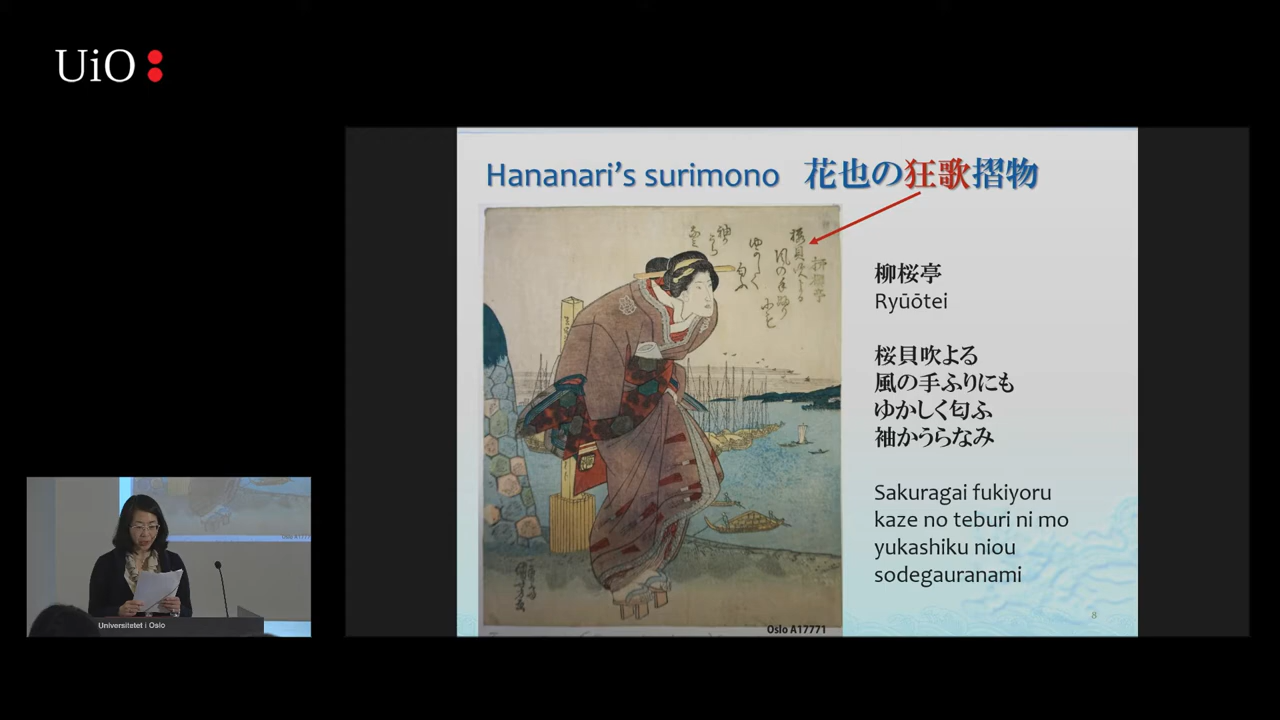 UiO:
Hananari's surimono 花也の狂歌摺物
柳桜亭
Ryūōtei
桜貝吹よる
風の手ふりにも
ゆかしく匂ふ
袖かうらなみ
Sakuragai fukiyoru
kaze no teburi ni mo
yukashiku niou
sodegauranami
8
Oslo A17771
Universitetet i Oslo